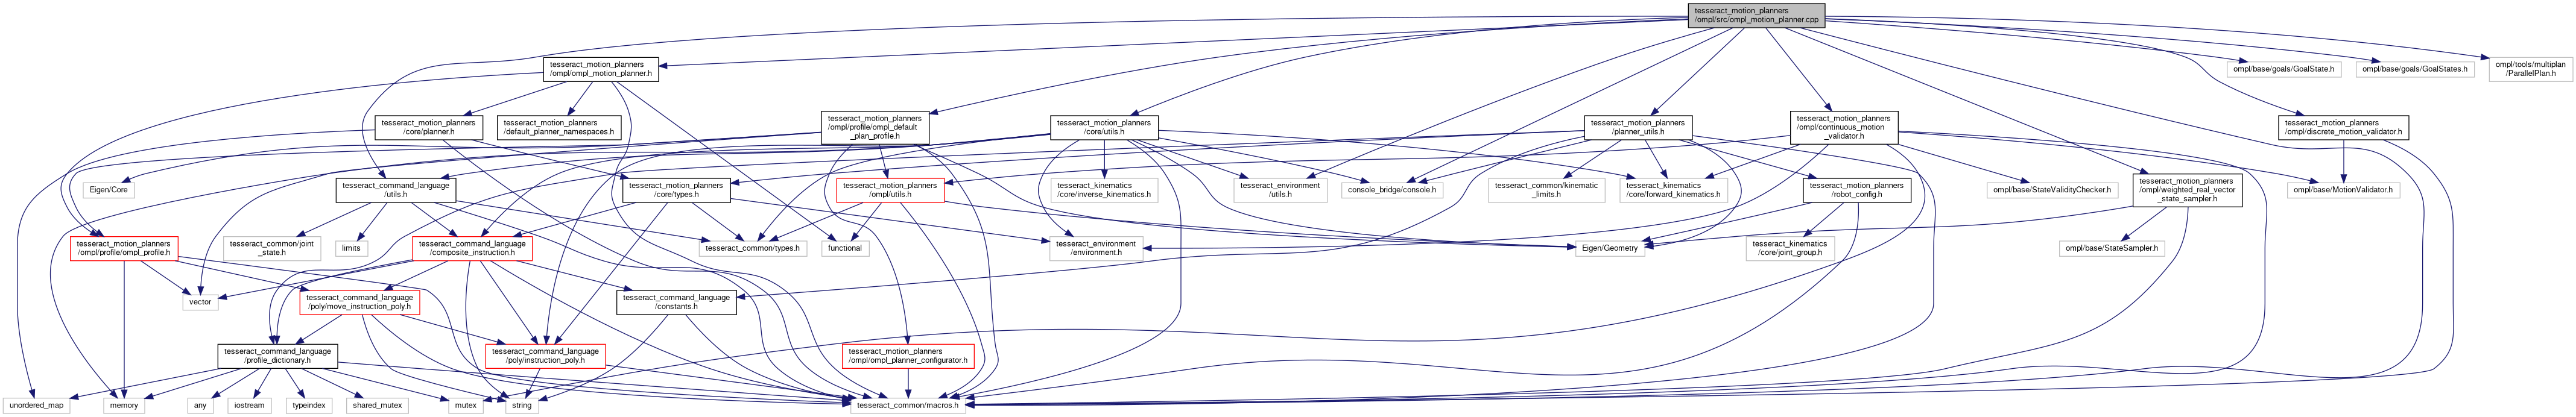 tesseract_motion_planners
/ompl/src/ompl_motion_planner.cpp
tesseract_motion_planners
/ompl/ompl_motion_planner.h
ompl/base/goals/GoalState.h
ompl/base/goals/GoalStates.h
ompl/tools/multiplan
/ParallelPlan.h
tesseract_motion_planners
/core/planner.h
tesseract_motion_planners
/default_planner_namespaces.h
tesseract_motion_planners
/ompl/profile/ompl_default
_plan_profile.h
tesseract_motion_planners
/core/utils.h
tesseract_motion_planners
/planner_utils.h
tesseract_motion_planners
/ompl/continuous_motion
_validator.h
tesseract_motion_planners
/ompl/discrete_motion_validator.h
Eigen/Core
tesseract_command_language
/utils.h
tesseract_motion_planners
/core/types.h
tesseract_motion_planners
/ompl/utils.h
tesseract_kinematics
/core/inverse_kinematics.h
tesseract_environment
/utils.h
console_bridge/console.h
tesseract_common/kinematic
_limits.h
tesseract_kinematics
/core/forward_kinematics.h
tesseract_motion_planners
/robot_config.h
ompl/base/StateValidityChecker.h
tesseract_motion_planners
/ompl/weighted_real_vector
_state_sampler.h
ompl/base/MotionValidator.h
tesseract_motion_planners
/ompl/profile/ompl_profile.h
tesseract_common/joint
_state.h
limits
tesseract_command_language
/composite_instruction.h
tesseract_common/types.h
functional
tesseract_environment
/environment.h
Eigen/Geometry
tesseract_kinematics
/core/joint_group.h
ompl/base/StateSampler.h
vector
tesseract_command_language
/poly/move_instruction_poly.h
tesseract_command_language
/constants.h
tesseract_command_language
/profile_dictionary.h
tesseract_command_language
/poly/instruction_poly.h
tesseract_motion_planners
/ompl/ompl_planner_configurator.h
unordered_map
memory
any
iostream
typeindex
shared_mutex
mutex
string
tesseract_common/macros.h